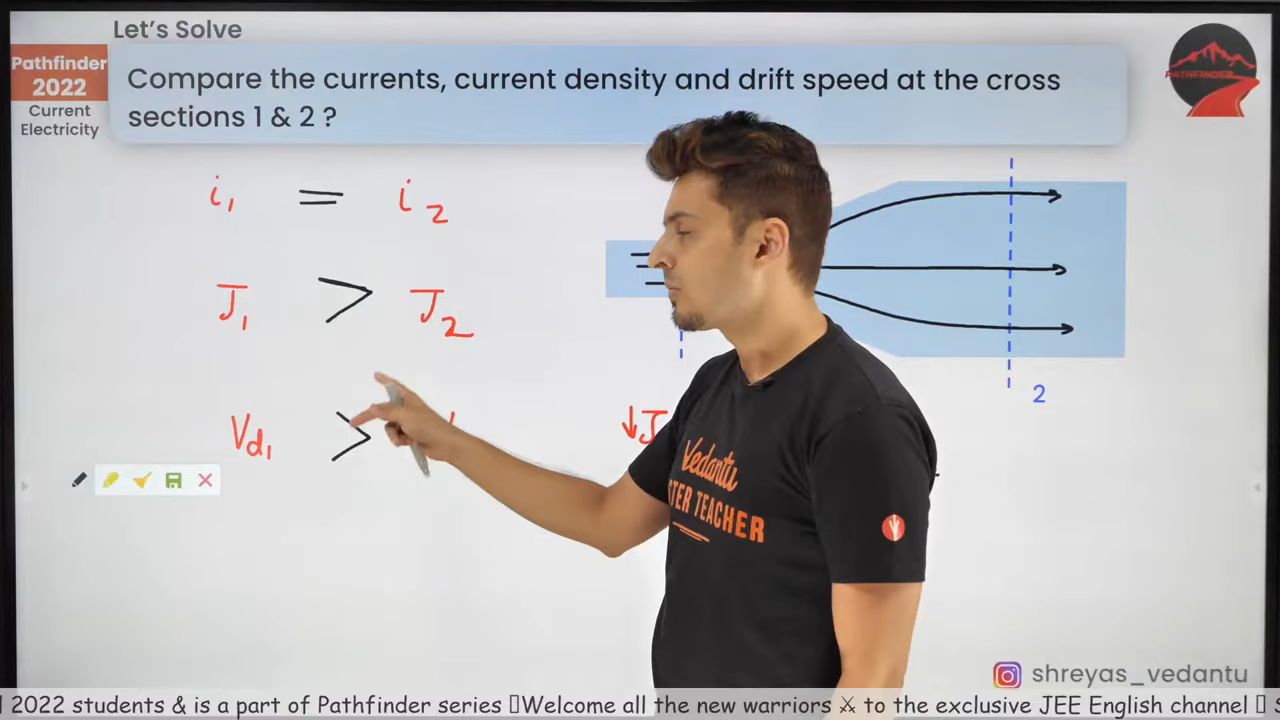 Let's Solve
Pathfinder
2022
Current
Electricity
Compare the currents, current density and drift speed at the cross
sections 1 & 2 ?
PATHFINDER
i1 = i2
J1 > J2
Vd1 >
↓J
2
Vedantu
STER TEACHER
shreyas_vedantu
2022 students & is a part of Pathfinder series Welcome all the new warriors ⚔ to the exclusive JEE English channel